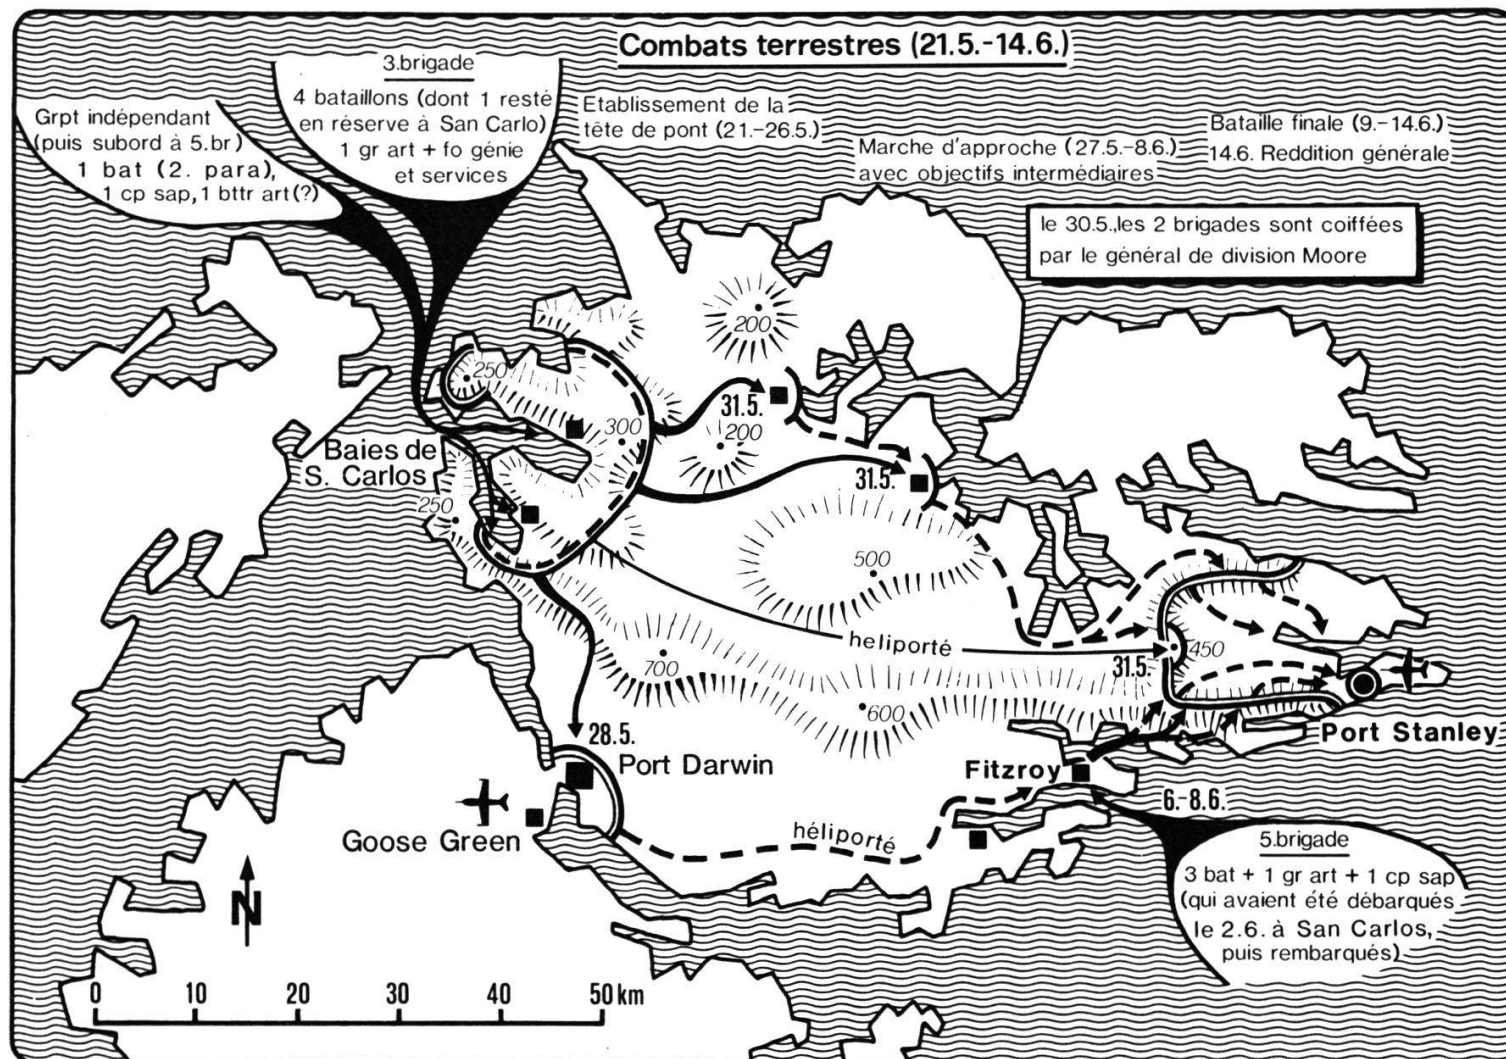 Combats terrestres (21.5.-14.6.)
3.brigade
4 bataillons (dont 1 resté
en réserve à San Carlo)
1 gr art + fo génie
et services
Grpt indépendant
(puis subord à 5.br)
1 bat (2. para),
1 cp sap, 1 bttr art (?)
Etablissement de la
tête de pont (21.-26.5.)
Marche d'approche (27.5.-8.6.)
avec objectifs intermédiaires
Bataille finale (9.-14.6.)
14.6. Reddition générale
le 30.5.,les 2 brigades sont coiffées
par le général de division Moore
200
250
31.5.
300
200
Baies de
S. Carlos
31.5.
250
500
heliporté
450
31.5.
700
600
Port Stanley
28.5.
Port Darwin
Fitzroy
6.-8.6.
Goose Green
héliporté
5.brigade
3 bat + 1 gr art + 1 cp sap
(qui avaient été débarqués
le 2.6. à San Carlos,
puis rembarqués)
N
0 10 20 30 40 50 km